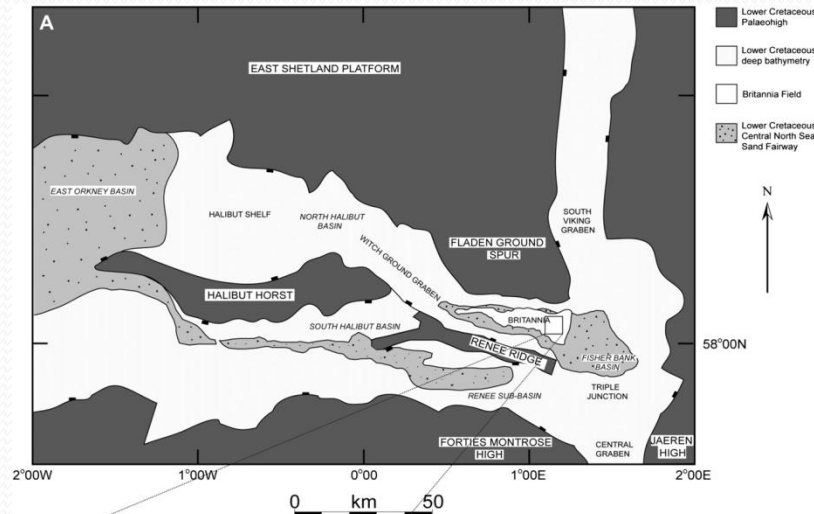 A
EAST SHETLAND PLATFORM
EAST ORKNEY BASIN
HALIBUT SHELF
NORTH HALIBUT
BASIN
WITCH GROUND GRABEN
FLADEN GROUND
SPUR
SOUTH
VIKING
GRABEN
HALIBUT HORST
SOUTH HALIBUT BASIN
BRITANNIA
RENEE RIDGE
FISHER BANK
BASIN
RENEE SUB-BASIN
TRIPLE
JUNCTION
FORTIES MONTROSE
HIGH
CENTRAL
GRABEN
JAEREN
HIGH
58°00N
2°00W
1°00W
0°00
1°00E
2°00E
0 km 50
Lower Cretaceous
Palaeohigh
Lower Cretaceous
deep bathymetry
Britannia Field
Lower Cretaceous
Central North Sea
Sand Fairway
N